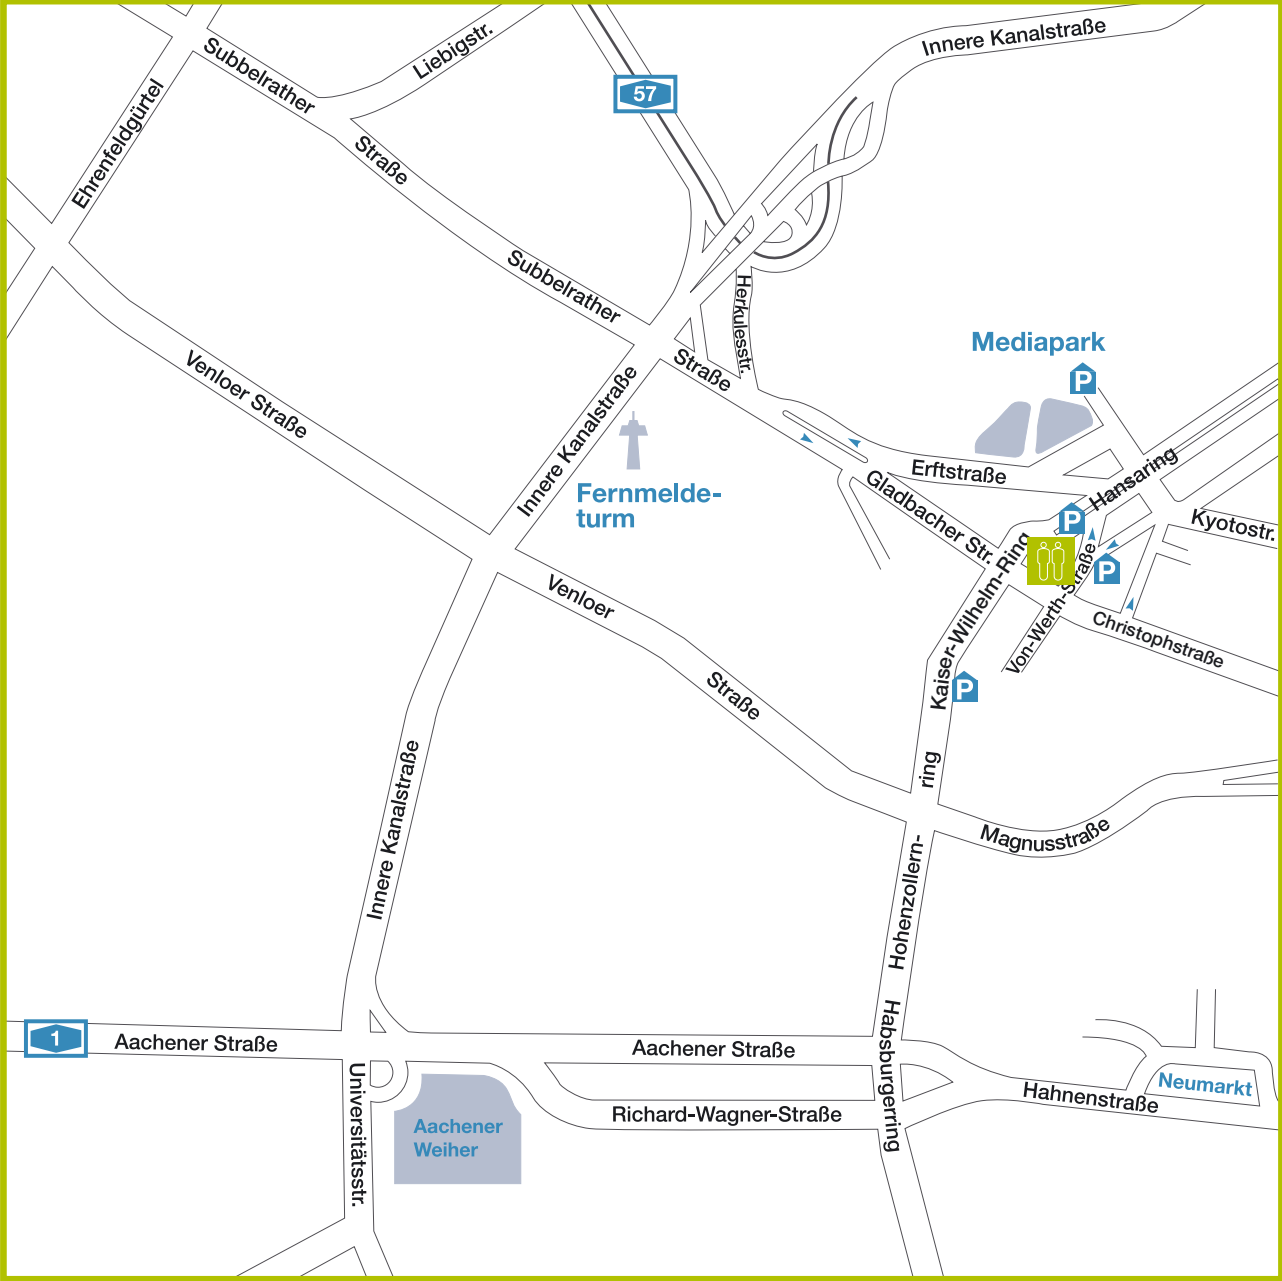 Innere Kanalstraße
Liebigstr.
Subbelrather
57
Ehrenfeldgürtel
Straße
Subbelrather
Herkulesstr.
Mediapark
Straße
P
Venloer Straße
Innere Kanalstraße
Fernmelde-
turm
Erftstraße
Hansaring
Gladbacher Str.
P
Kyotostr.
P
Kaiser-Wilhelm-Ring
Von-Werth-Straße
Christophstraße
Venloer
Straße
P
ring
Magnusstraße
Innere Kanalstraße
Hohenzollern-
1
Aachener Straße
Aachener Straße
Habsburgerring
Universitätsstr.
Neumarkt
Hahnenstraße
Richard-Wagner-Straße
Aachener
Weiher